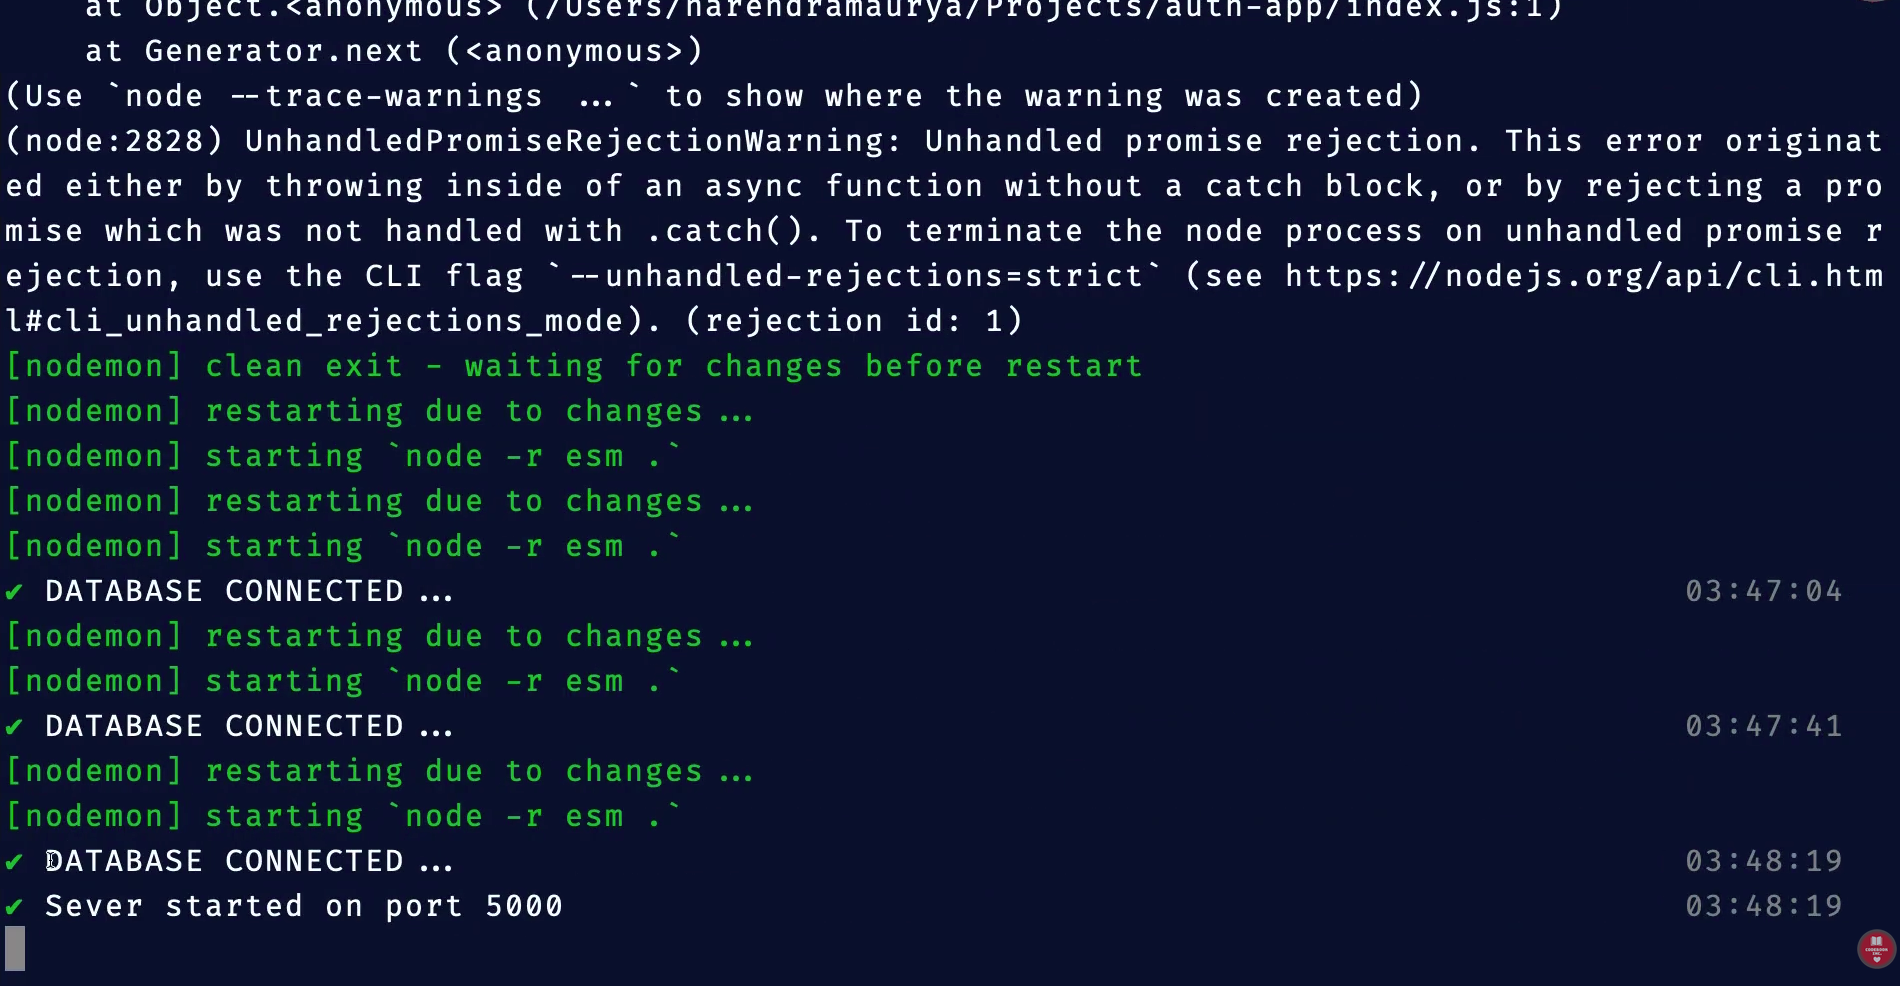 at Object.<anonymous> (/Users/narendramaurya/Projects/auth-app/index.js:1)
at Generator.next (<anonymous>)
(Use `node --trace-warnings ...` to show where the warning was created)
(node:2828) UnhandledPromiseRejectionWarning: Unhandled promise rejection. This error originat
ed either by throwing inside of an async function without a catch block, or by rejecting a pro
mise which was not handled with .catch(). To terminate the node process on unhandled promise r
ejection, use the CLI flag `--unhandled-rejections=strict` (see https://nodejs.org/api/cli.htm
l#cli_unhandled_rejections_mode). (rejection id: 1)
[nodemon] clean exit - waiting for changes before restart
[nodemon] restarting due to changes...
[nodemon] starting `node -r esm .`
[nodemon] restarting due to changes...
[nodemon] starting `node -r esm .`
✔ DATABASE CONNECTED... 03:47:04
[nodemon] restarting due to changes...
[nodemon] starting `node -r esm .`
✔ DATABASE CONNECTED... 03:47:41
[nodemon] restarting due to changes...
[nodemon] starting `node -r esm .`
✔ DATABASE CONNECTED... 03:48:19
✔ Sever started on port 5000 03:48:19